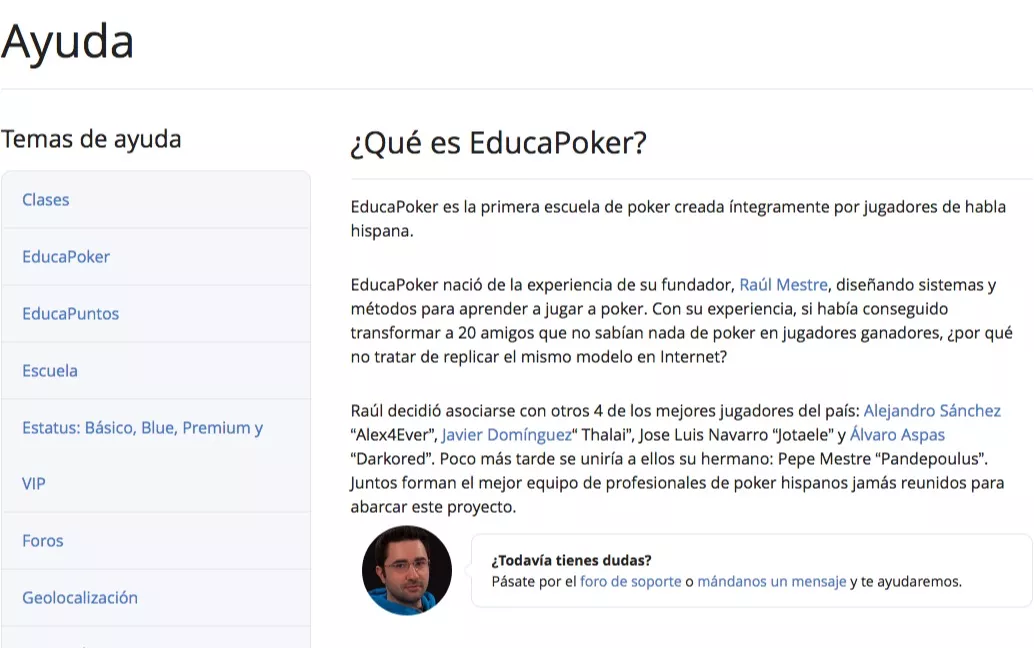 Ayuda
Temas de ayuda
Clases
EducaPoker
EducaPuntos
Escuela
Estatus: Básico, Blue, Premium y
VIP
Foros
Geolocalización
¿Qué es EducaPoker?
EducaPoker es la primera escuela de poker creada íntegramente por jugadores de habla
hispana.
EducaPoker nació de la experiencia de su fundador, Raúl Mestre, diseñando sistemas y
métodos para aprender a jugar a poker. Con su experiencia, si había conseguido
transformar a 20 amigos que no sabían nada de poker en jugadores ganadores, ¿por qué
no tratar de replicar el mismo modelo en Internet?
Raúl decidió asociarse con otros 4 de los mejores jugadores del país: Alejandro Sánchez
“Alex4Ever”, Javier Domínguez“ Thalai”, Jose Luis Navarro “Jotaele” y Álvaro Aspas
“Darkored”. Poco más tarde se uniría a ellos su hermano: Pepe Mestre “Pandepoulus”.
Juntos forman el mejor equipo de profesionales de poker hispanos jamás reunidos para
abarcar este proyecto.
¿Todavía tienes dudas?
Pásate por el foro de soporte o mándanos un mensaje y te ayudaremos.